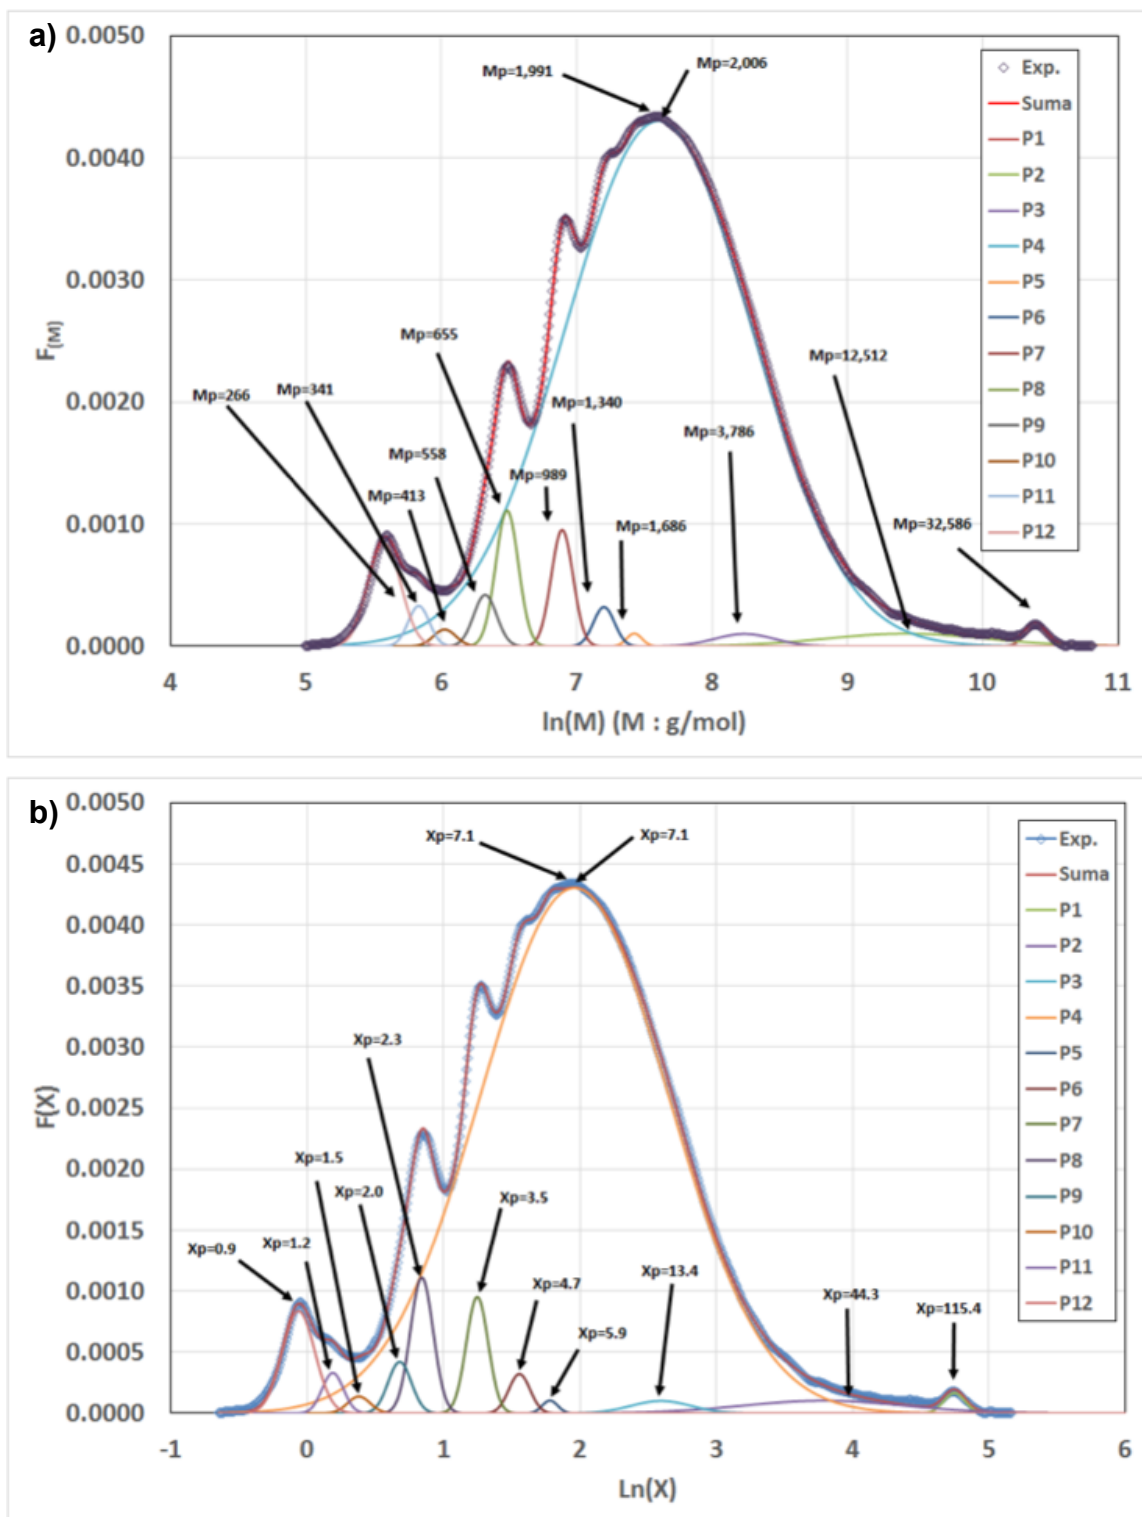 a)
0.0050
0.0040
0.0030
0.0020
0.0010
0.0000
F(M)
4 5 6 7 8 9 10 11
ln(M) (M : g/mol)
Mp=1,991
Mp=2,006
Mp=655
Mp=266
Mp=341
Mp=558
Mp=413
Mp=1,340
Mp=989
Mp=1,686
Mp=3,786
Mp=12,512
Mp=32,586
Exp.
Suma
P1
P2
P3
P4
P5
P6
P7
P8
P9
P10
P11
P12
b)
0.0050
0.0045
0.0040
0.0035
0.0030
0.0025
0.0020
0.0015
0.0010
0.0005
0.0000
F(X)
-1 0 1 2 3 4 5 6
Ln(X)
Xp=7.1
Xp=7.1
Xp=2.3
Xp=1.5
Xp=2.0
Xp=0.9
Xp=1.2
Xp=3.5
Xp=4.7
Xp=5.9
Xp=13.4
Xp=44.3
Xp=115.4
Exp.
Suma
P1
P2
P3
P4
P5
P6
P7
P8
P9
P10
P11
P12